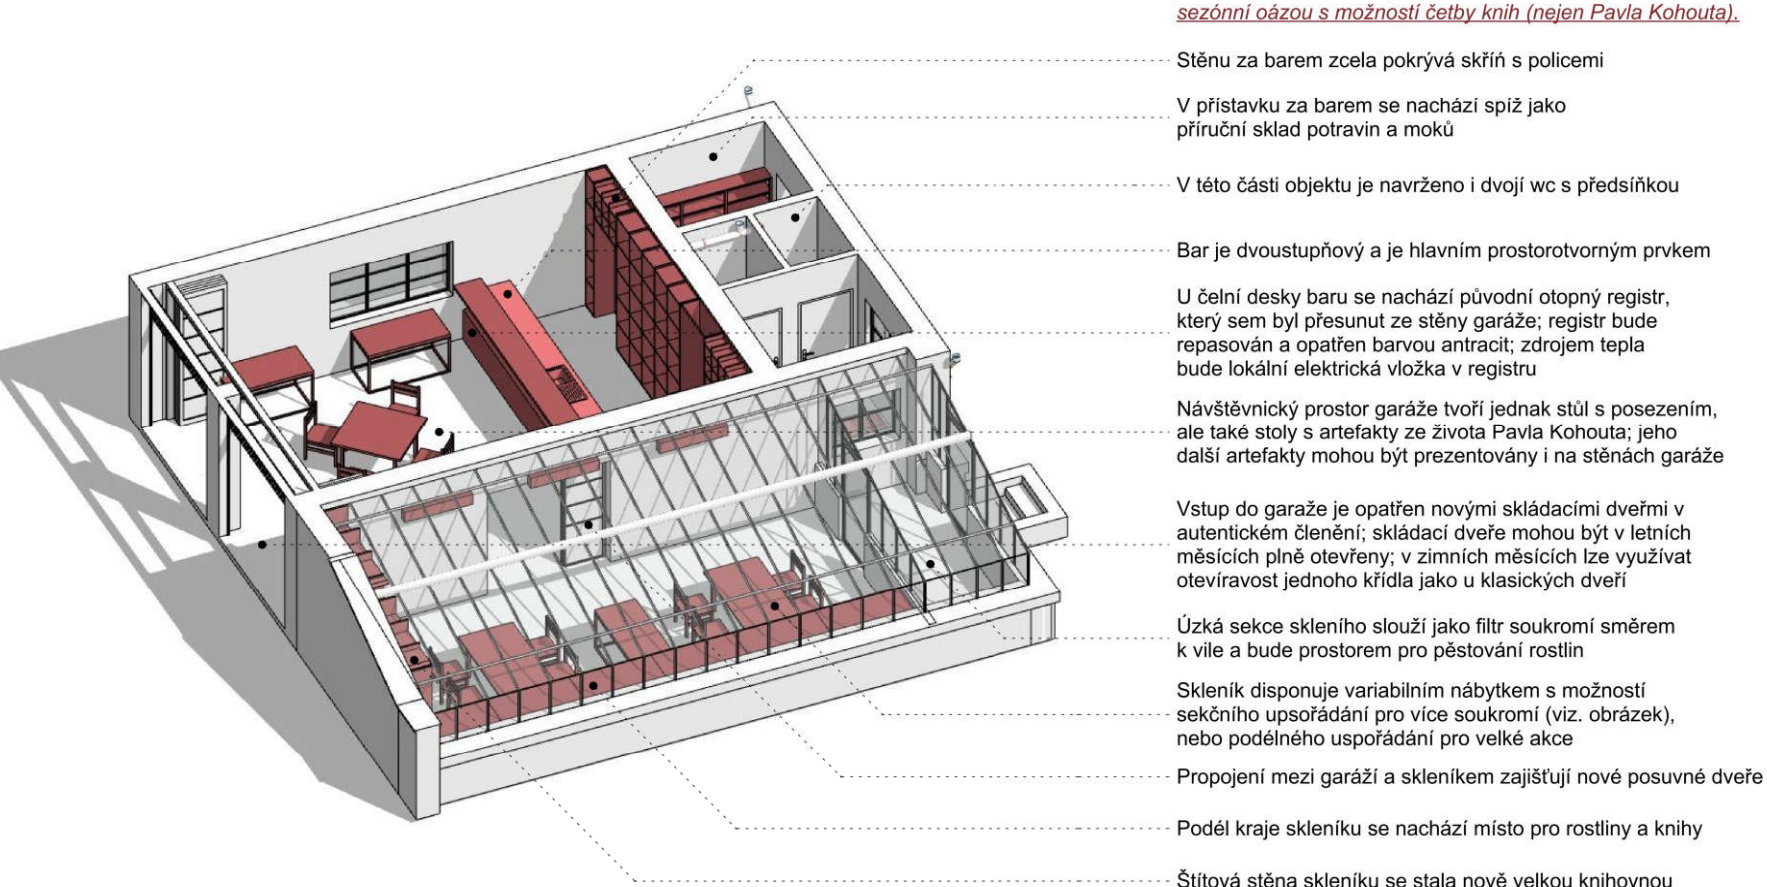 sezónní oázou s možností četby knih (nejen Pavla Kohouta).
Stěnu za barem zcela pokrývá skříň s policemi
V přístavku za barem se nachází spíž jako
příruční sklad potravin a moků
V této části objektu je navrženo i dvojí wc s předsíňkou
Bar je dvoustupňový a je hlavním prostorotvorným prvkem
U čelní desky baru se nachází původní otopný registr,
který sem byl přesunut ze stěny garáže; registr bude
repasován a opatřen barvou antracit; zdrojem tepla
bude lokální elektrická vložka v registru
Návštěvnický prostor garáže tvoří jednak stůl s posezením,
ale také stoly s artefakty ze života Pavla Kohouta; jeho
další artefakty mohou být prezentovány i na stěnách garáže
Vstup do garaže je opatřen novými skládacími dveřmi v
autentickém členění; skládací dveře mohou být v letních
měsících plně otevřeny; v zimních měsících lze využívat
otevíravost jednoho křídla jako u klasických dveří
Úzká sekce skleního slouží jako filtr soukromí směrem
k vile a bude prostorem pro pěstování rostlin
Skleník disponuje variabilním nábytkem s možností
sekčního upsořádání pro více soukromí (viz. obrázek),
nebo podélného uspořádání pro velké akce
Propojení mezi garáží a skleníkem zajišťují nové posuvné dveře
Podél kraje skleníku se nachází místo pro rostliny a knihy
Štítová stěna skleníku se stala nově velkou knihovnou